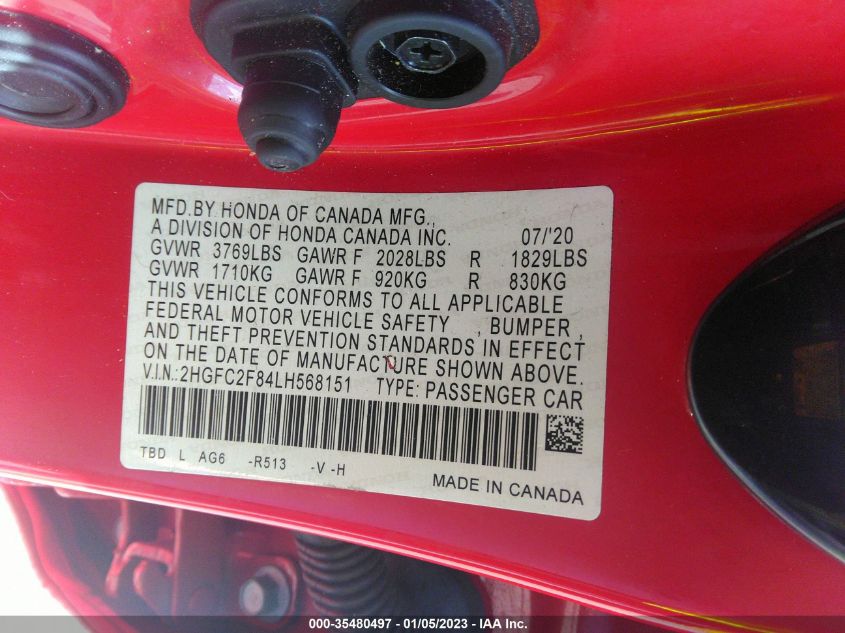 MFD.BY HONDA OF CANADA MFG.,
A DIVISION OF HONDA CANADA INC. 07/'20
GVWR 3769LBS GAWR F 2028LBS R 1829LBS
GVWR 1710KG GAWR F 920KG R 830KG
THIS VEHICLE CONFORMS TO ALL APPLICABLE
FEDERAL MOTOR VEHICLE SAFETY , BUMPER ,
AND THEFT PREVENTION STANDARDS IN EFFECT
ON THE DATE OF MANUFACTURE SHOWN ABOVE.
V.I.N.:2HGFC2F84LH568151 TYPE: PASSENGER CAR
TBD L AG6 -R513 -V -H
MADE IN CANADA
000-35480497 - 01/05/2023 - IAA Inc.